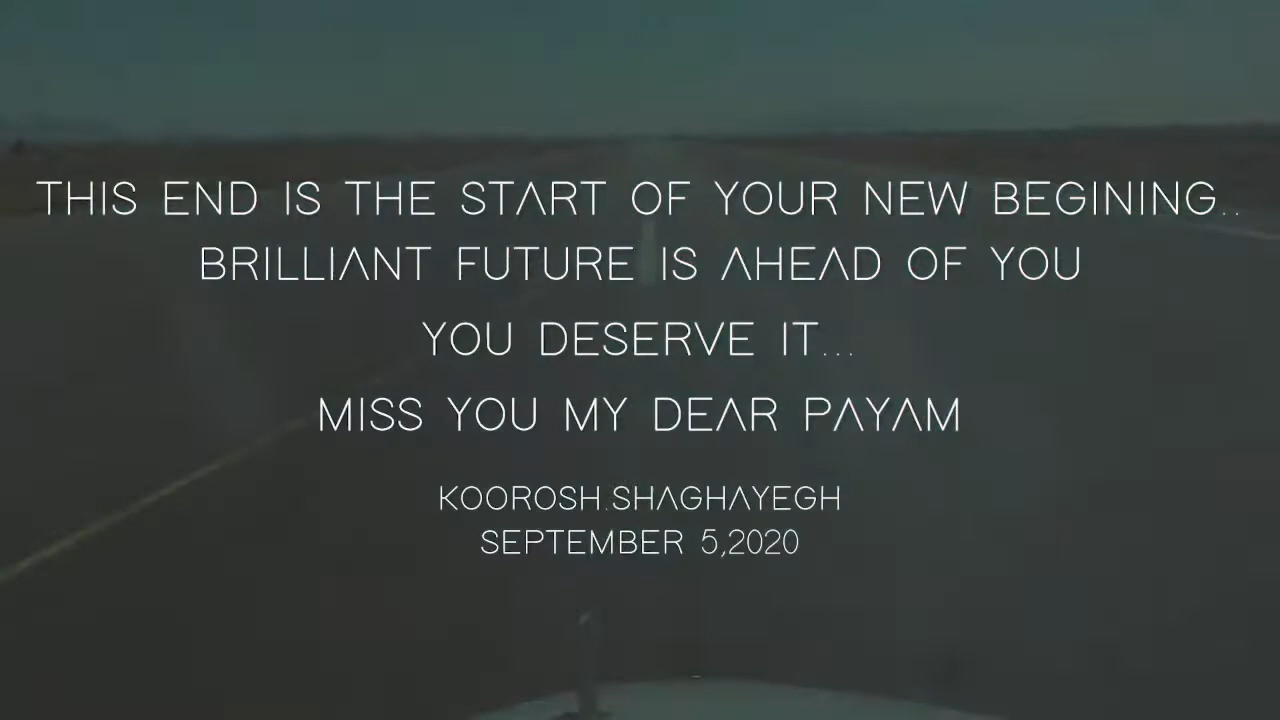 THIS END IS THE START OF YOUR NEW BEGINING..
BRILLIANT FUTURE IS AHEAD OF YOU
YOU DESERVE IT...
MISS YOU MY DEAR PAYAM
KOOROSH.SHAGHAYEGH
SEPTEMBER 5,2020